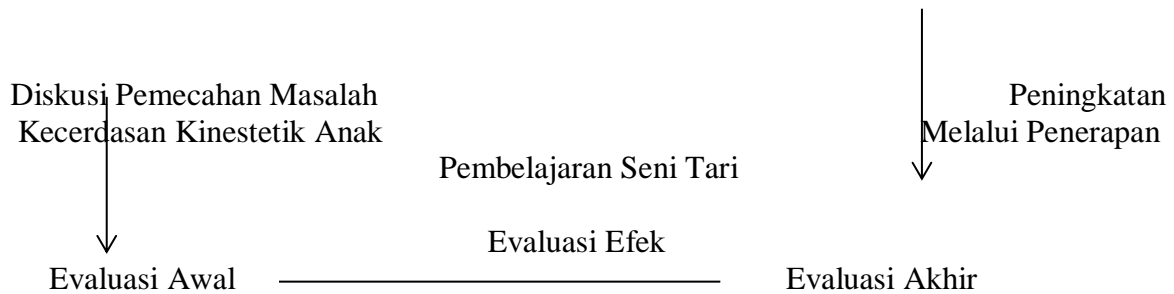 Diskusi Pemecahan Masalah Peningkatan
Kecerdasan Kinestetik Anak Melalui Penerapan
Pembelajaran Seni Tari
Evaluasi Efek
Evaluasi Awal Evaluasi Akhir